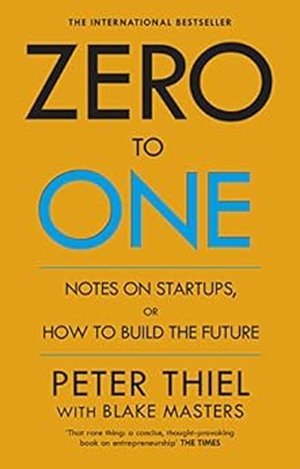 THE INTERNATIONAL BESTSELLER
ZERO
TO
ONE
NOTES ON STARTUPS,
OR
HOW TO BUILD THE FUTURE
PETER THIEL
WITH BLAKE MASTERS
'That rare thing: a concise, thought-provoking
book on entrepreneurship' THE TIMES